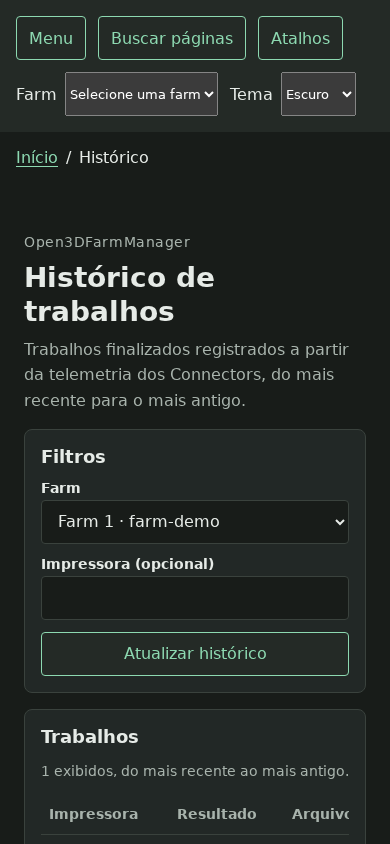 Menu Buscar páginas Atalhos
Farm Selecione uma farm Tema Escuro
Início / Histórico
Open3DFarmManager
Histórico de
trabalhos
Trabalhos finalizados registrados a partir
da telemetria dos Connectors, do mais
recente para o mais antigo.
Filtros
Farm
Farm 1 · farm-demo
Impressora (opcional)
Atualizar histórico
Trabalhos
1 exibidos, do mais recente ao mais antigo.
Impressora Resultado Arquivo